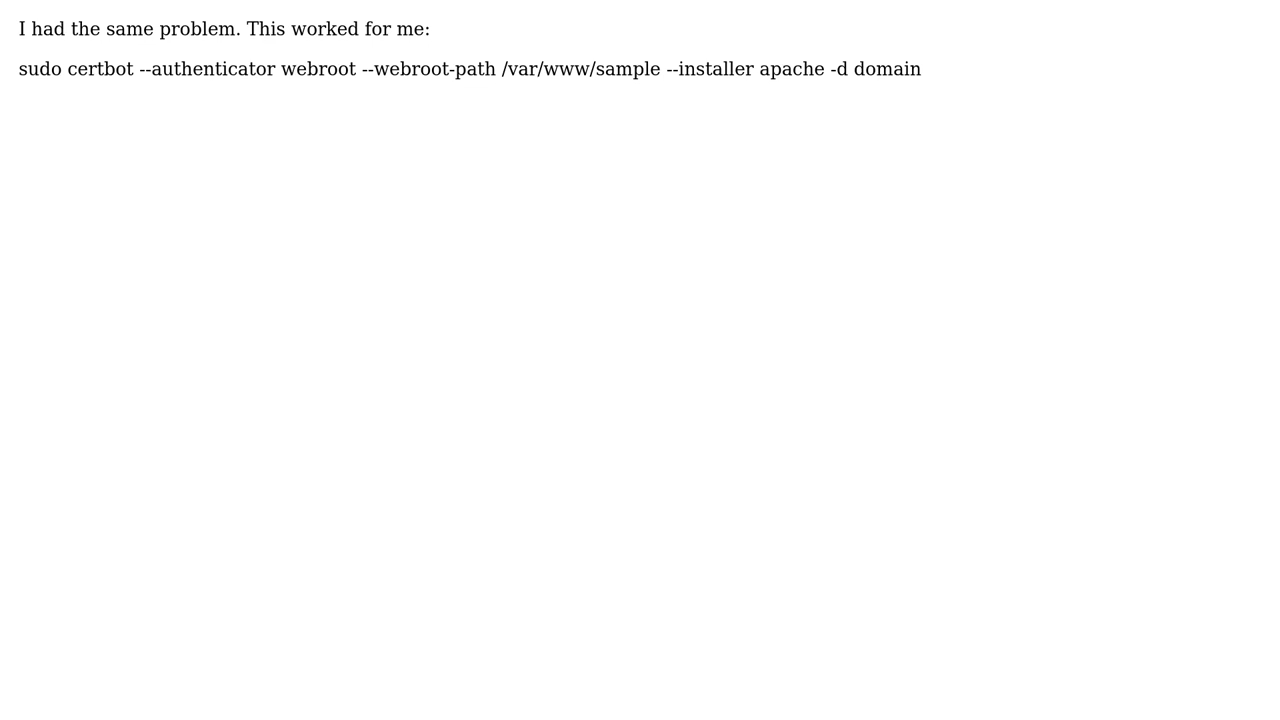 I had the same problem. This worked for me:
sudo certbot --authenticator webroot --webroot-path /var/www/sample --installer apache -d domain